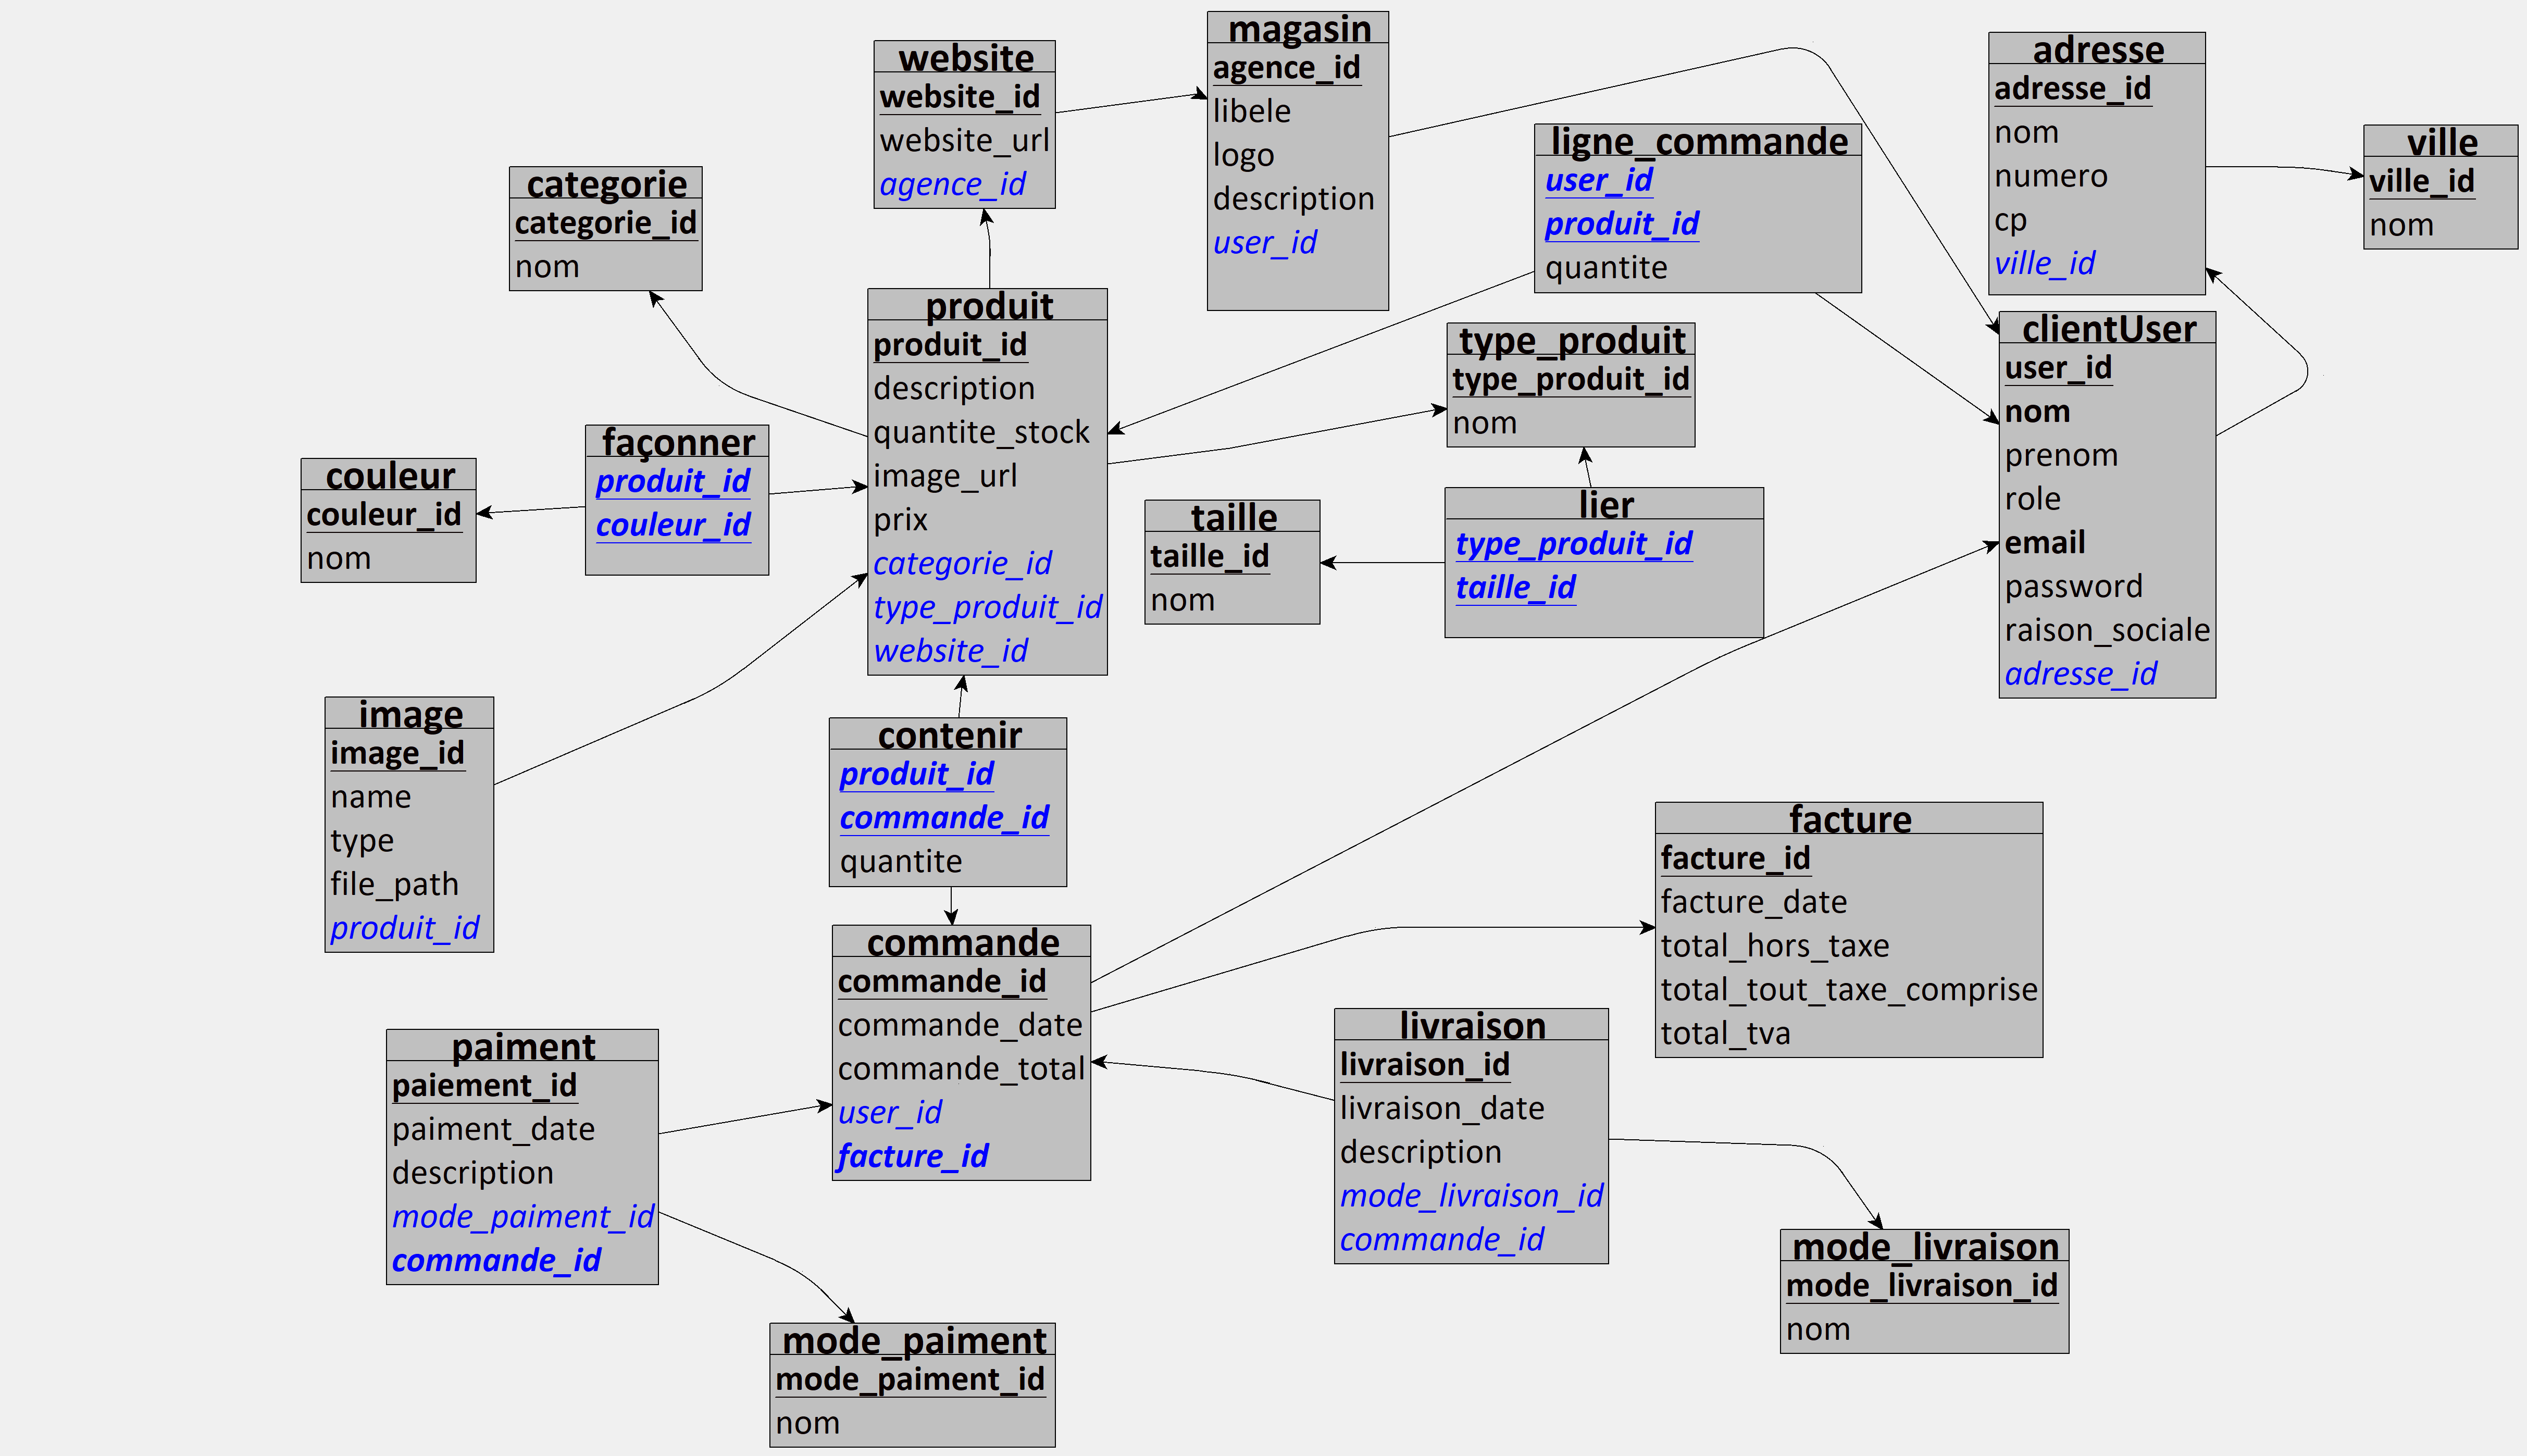 website
website_id
website_url
agence_id
magasin
agence_id
libele
logo
description
user_id
adresse
adresse_id
nom
numero
cp
ville_id
ville
ville_id
nom
ligne_commande
user_id
produit_id
quantite
categorie
categorie_id
nom
produit
produit_id
description
quantite_stock
image_url
prix
categorie_id
type_produit_id
website_id
type_produit
type_produit_id
nom
clientUser
user_id
nom
prenom
role
email
password
raison_sociale
adresse_id
façonner
produit_id
couleur_id
couleur
couleur_id
nom
taille
taille_id
nom
lier
type_produit_id
taille_id
image
image_id
name
type
file_path
produit_id
contenir
produit_id
commande_id
quantite
facture
facture_id
facture_date
total_hors_taxe
total_tout_taxe_comprise
total_tva
commande
commande_id
commande_date
commande_total
user_id
facture_id
livraison
livraison_id
livraison_date
description
mode_livraison_id
commande_id
paiment
paiement_id
paiment_date
description
mode_paiment_id
commande_id
mode_livraison
mode_livraison_id
nom
mode_paiment
mode_paiment_id
nom